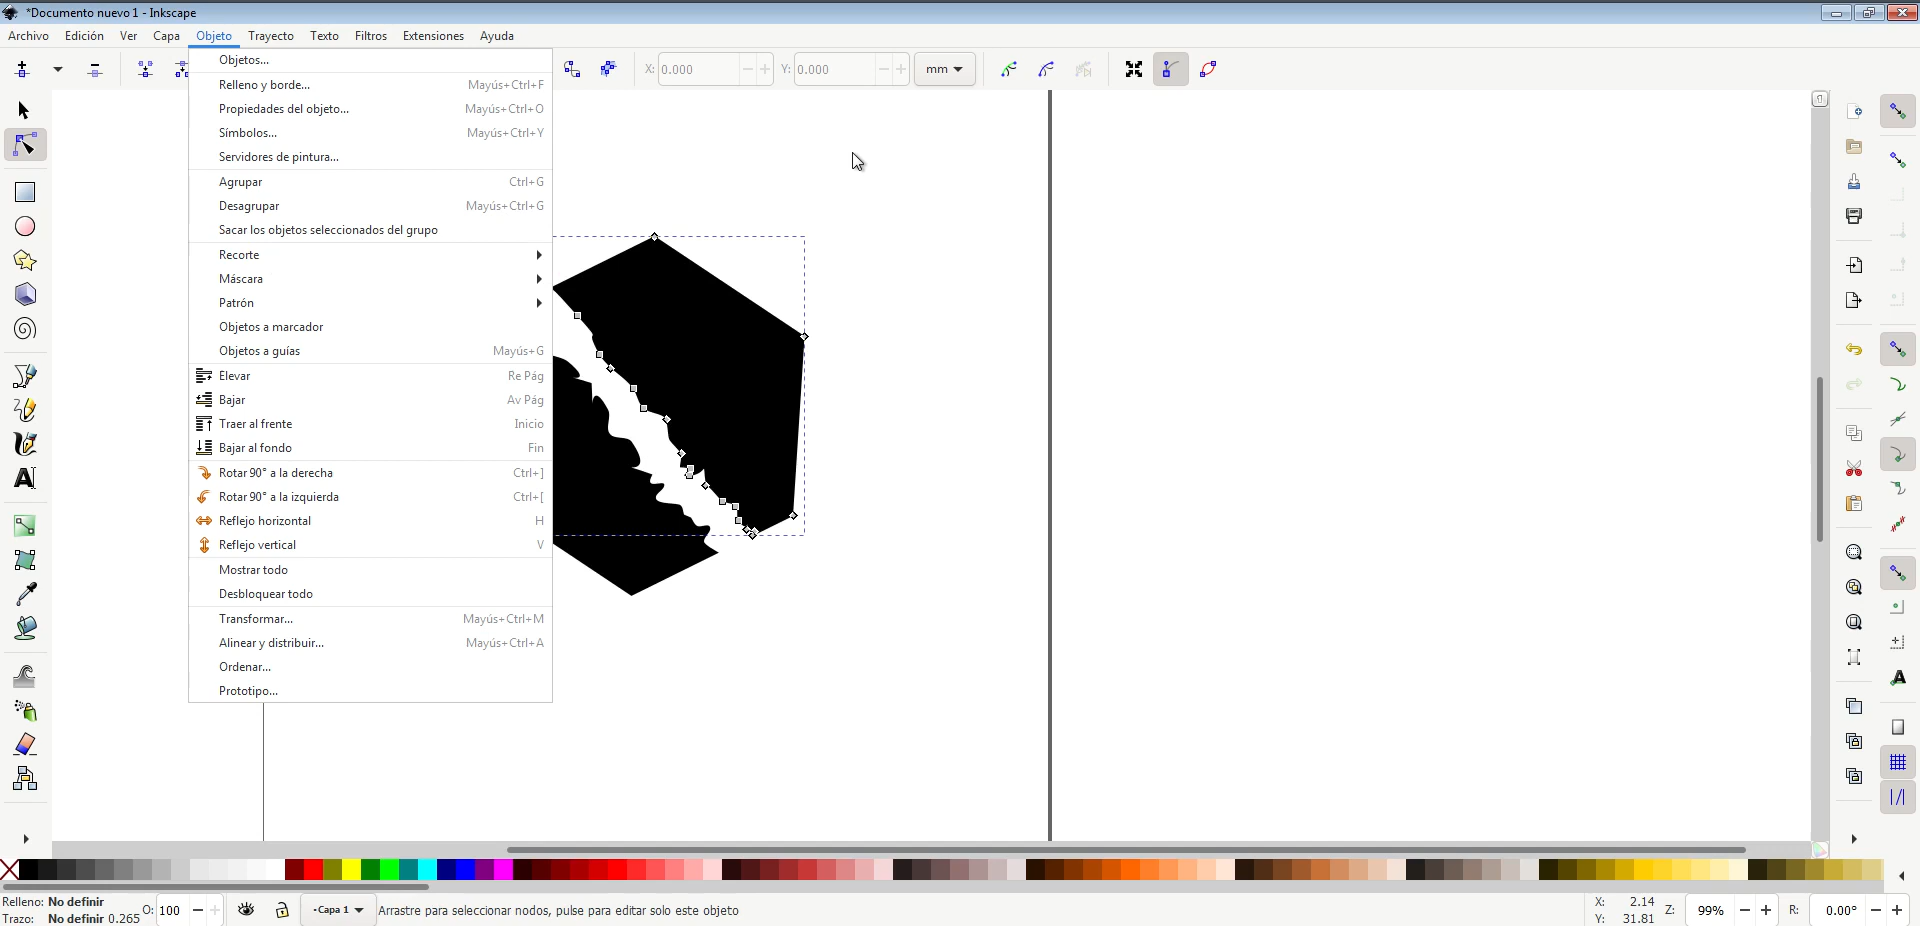 *Documento nuevo 1 - Inkscape
Archivo Edición Ver Capa Objeto Trayecto Texto Filtros Extensiones Ayuda
X: 0.000 Y: 0.000 mm
Objetos...
Relleno y borde... Mayús+Ctrl+F
Propiedades del objeto... Mayús+Ctrl+O
Símbolos... Mayús+Ctrl+Y
Servidores de pintura...
Agrupar Ctrl+G
Desagrupar Mayús+Ctrl+G
Sacar los objetos seleccionados del grupo
Recorte
Máscara
Patrón
Objetos a marcador
Objetos a guías Mayús+G
Elevar Re Pág
Bajar Av Pág
Traer al frente Inicio
Bajar al fondo Fin
Rotar 90° a la derecha Ctrl+]
Rotar 90° a la izquierda Ctrl+[
Reflejo horizontal H
Reflejo vertical V
Mostrar todo
Desbloquear todo
Transformar... Mayús+Ctrl+M
Alinear y distribuir... Mayús+Ctrl+A
Ordenar...
Prototipo...
Relleno: No definir
Trazo: No definir 0.265
O: 100
•Capa 1
Arrastre para seleccionar nodos, pulse para editar solo este objeto
X: 2.14
Y: 31.81
Z: 99%
R: 0.00°